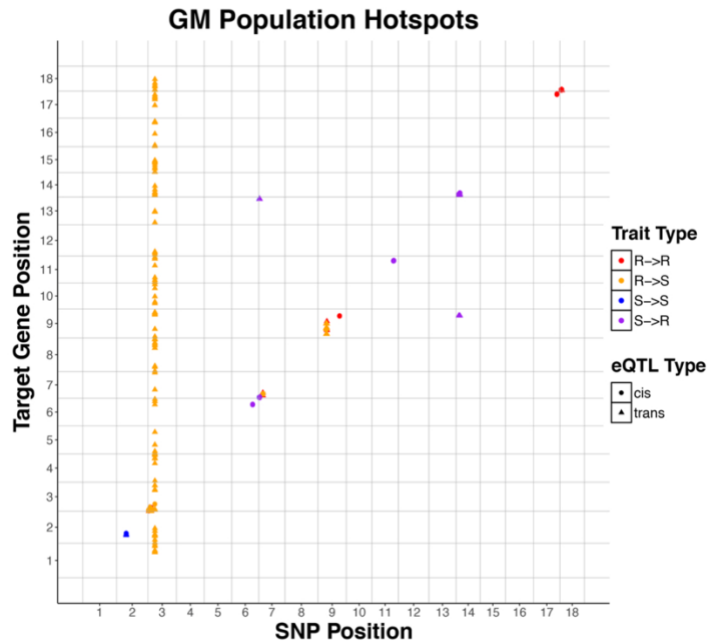 GM Population Hotspots
Target Gene Position
18
17
16
15
14
13
12
11
10
9
8
7
6
5
4
3
2
1
1 2 3 4 5 6 7 8 9 10 11 12 13 14 15 16 17 18
SNP Position
Trait Type
R−>R
R−>S
S−>S
S−>R
eQTL Type
cis
trans